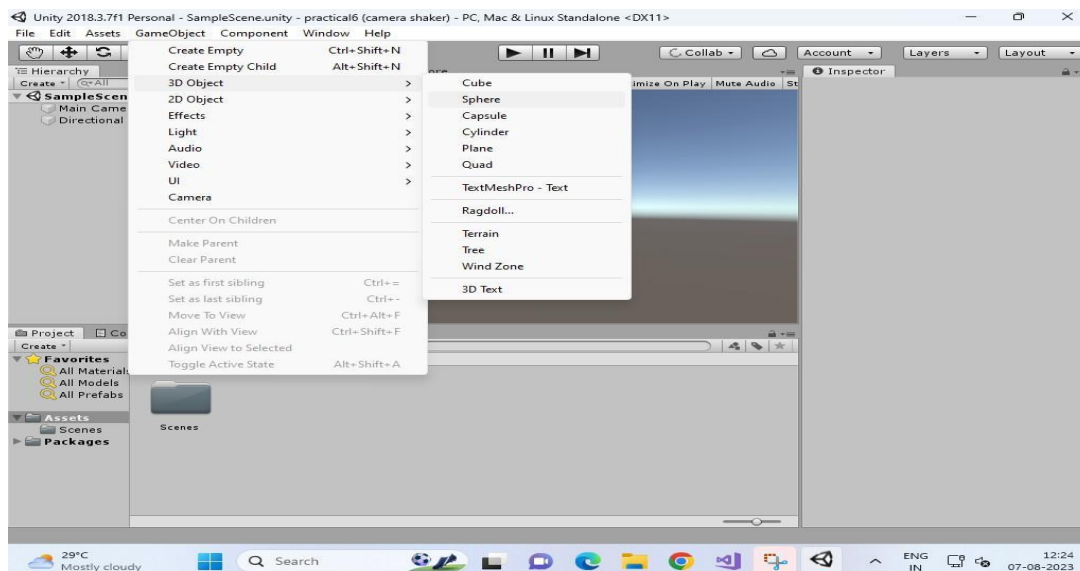 Unity 2018.3.7f1 Personal - SampleScene.unity - practical6 (camera shaker) - PC, Mac & Linux Standalone <DX11>
File Edit Assets GameObject Component Window Help
Collab Account Layers Layout
Hierarchy
Create All
SampleScen
Main Came
Directional
Create Empty Ctrl+Shift+N
Create Empty Child Alt+Shift+N
3D Object >
2D Object >
Effects >
Light >
Audio >
Video >
UI >
Camera
Center On Children
Make Parent
Clear Parent
Set as first sibling Ctrl+=
Set as last sibling Ctrl+-
Move To View Ctrl+Alt+F
Align With View Ctrl+Shift+F
Align View to Selected
Toggle Active State Alt+Shift+A
Cube
Sphere
Capsule
Cylinder
Plane
Quad
TextMeshPro - Text
Ragdoll...
Terrain
Tree
Wind Zone
3D Text
imize On Play Mute Audio St
Inspector
Project Co
Create
Favorites
All Material
All Models
All Prefabs
Assets
Scenes
Packages
Scenes
29°C
Mostly cloudy
Search
ENG
IN
12:24
07-08-2023